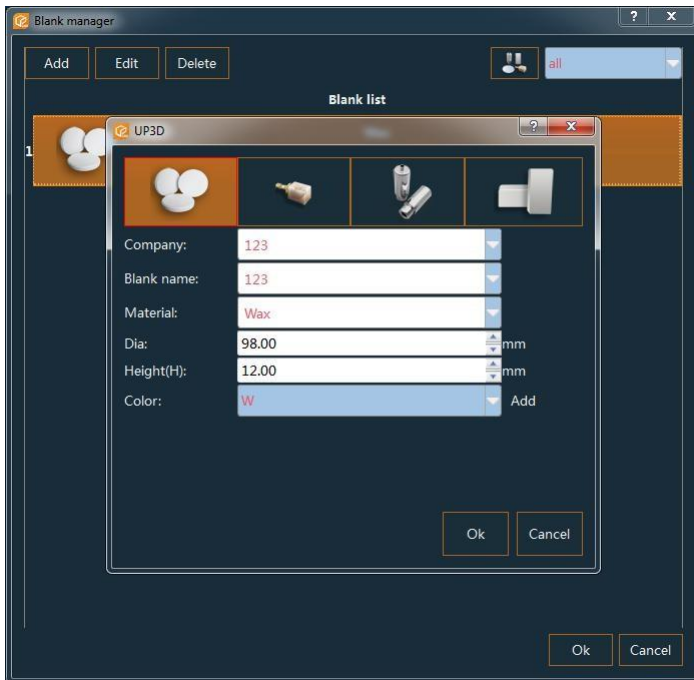 Blank manager
? X
Add Edit Delete all
Blank list
1
UP3D ? X
Company: 123
Blank name: 123
Material: Wax
Dia: 98.00 mm
Height(H): 12.00 mm
Color: W Add
Ok Cancel
Ok Cancel